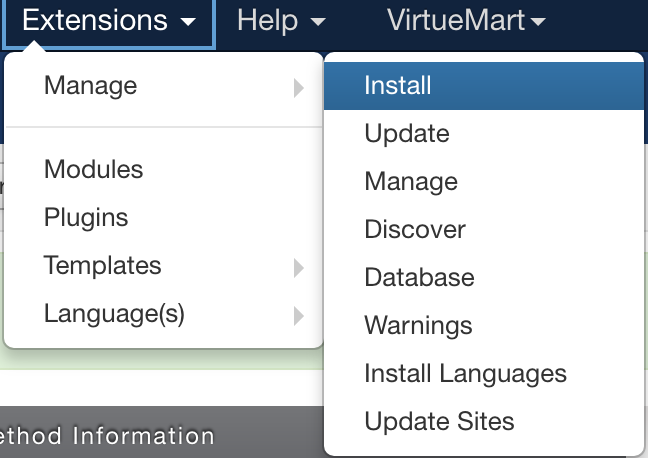 Extensions Help VirtueMart
Manage
Modules
Plugins
Templates
Language(s)
Install
Update
Manage
Discover
Database
Warnings
Install Languages
Update Sites
Information